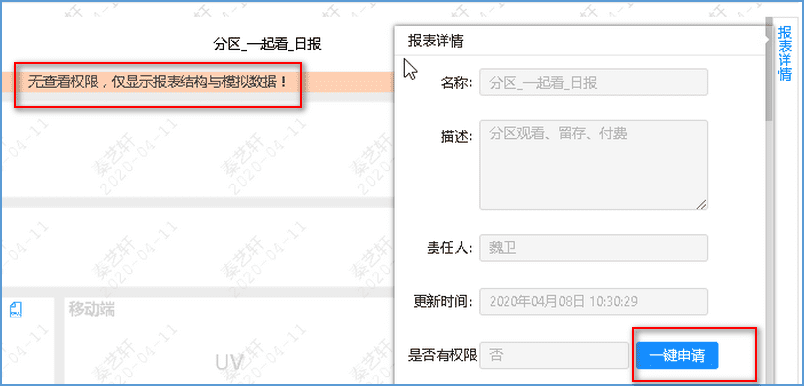 分区_一起看_日报
无查看权限，仅显示报表结构与模拟数据！
报表详情
名称: 分区_一起看_日报
描述: 分区观看、留存、付费
责任人: 魏卫
更新时间: 2020年04月08日 10:30:29
是否有权限 否 一键申请
报表详情
移动端
UV
秦艺轩
2020-04-11